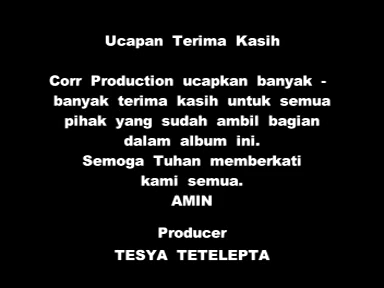 Ucapan Terima Kasih
Corr Production ucapkan banyak -
banyak terima kasih untuk semua
pihak yang sudah ambil bagian
dalam album ini.
Semoga Tuhan memberkati
kami semua.
AMIN
Producer
TESYA TETELEPTA